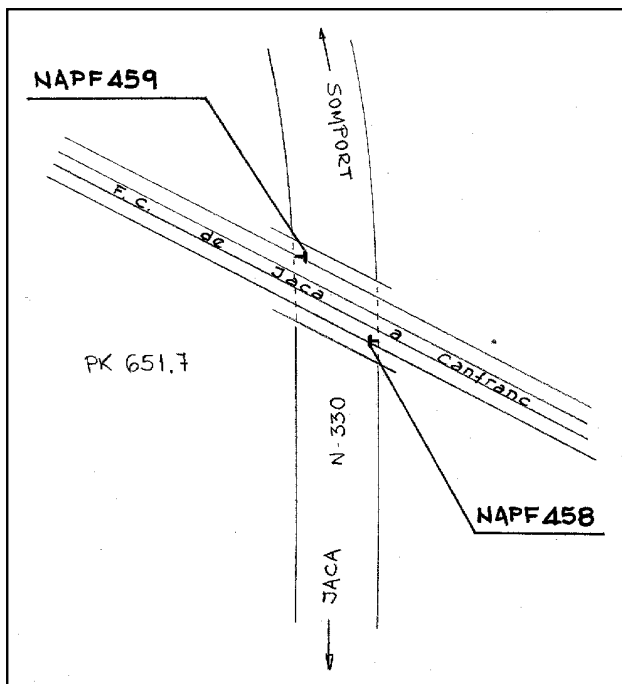 NAPF459
SOMPORT
F.C. de Jaca a Canfranc
PK 651.7
N-330
NAPF458
JACA